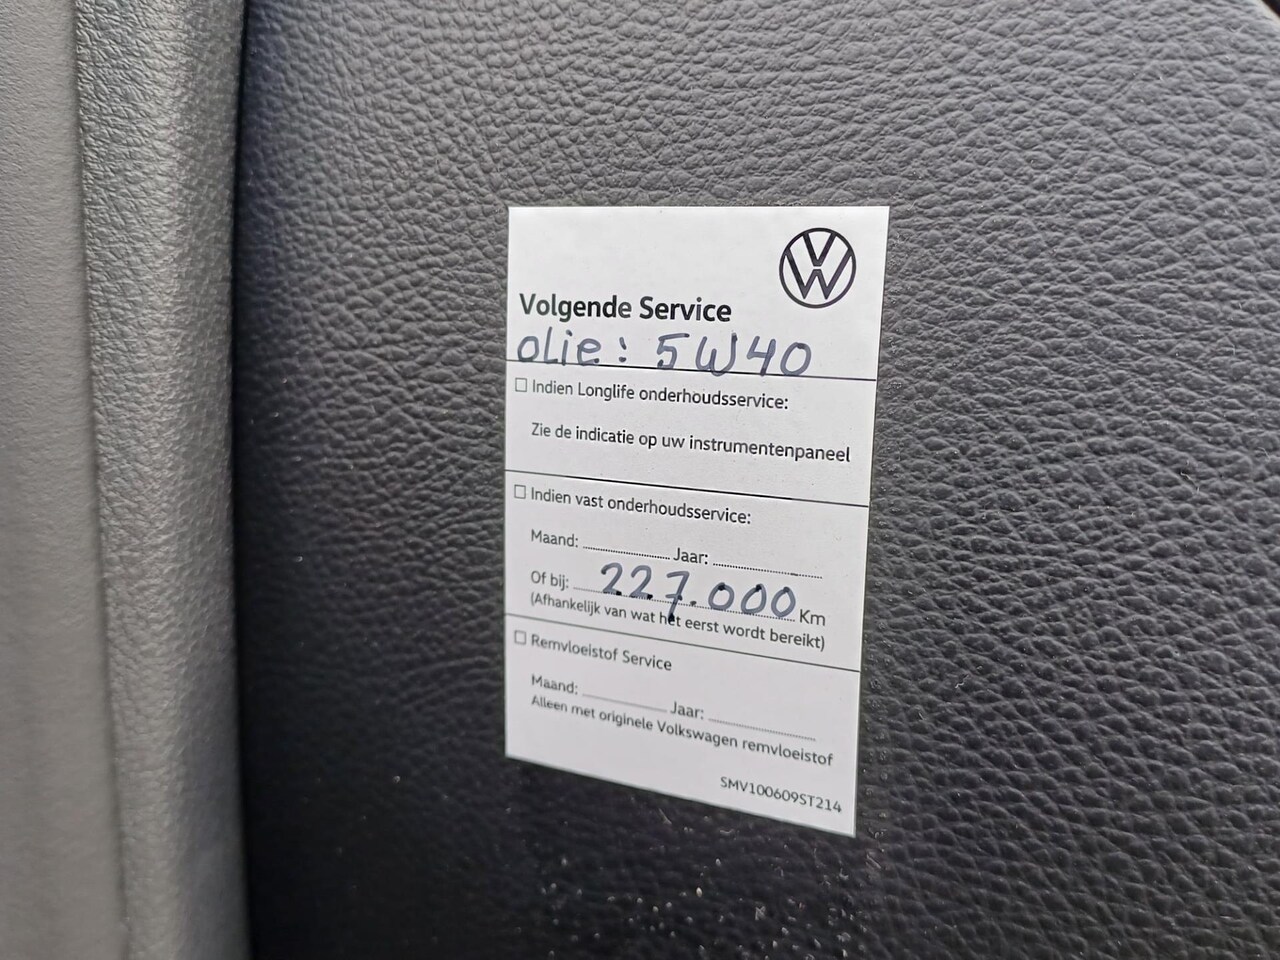 Volgende Service
olie: 5W40
☐ Indien Longlife onderhoudsservice:
Zie de indicatie op uw instrumentenpaneel
☐ Indien vast onderhoudsservice:
Maand: .................... Jaar: .........................
Of bij: 227.000 Km
(Afhankelijk van wat het eerst wordt bereikt)
☐ Remvloeistof Service
Maand: .................... Jaar: .........................
Alleen met originele Volkswagen remvloeistof
SMV100609ST214